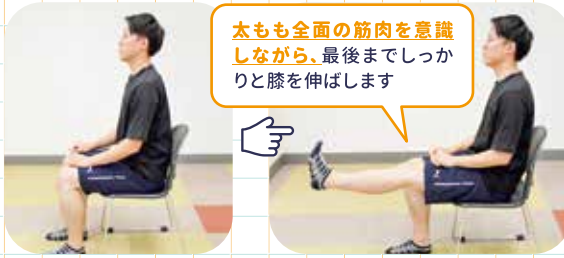 太もも全面の筋肉を意識
しながら、最後までしっか
りと膝を伸ばします